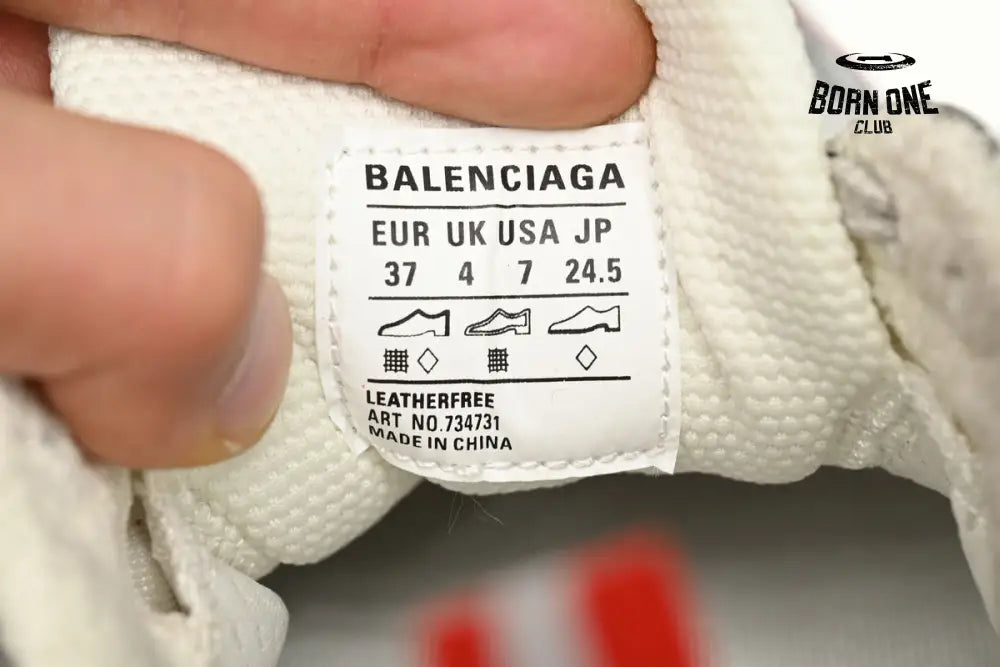 BORN ONE
CLUB
BALENCIAGA
EUR UK USA JP
37 4 7 24.5
LEATHERFREE
ART NO.734731
MADE IN CHINA